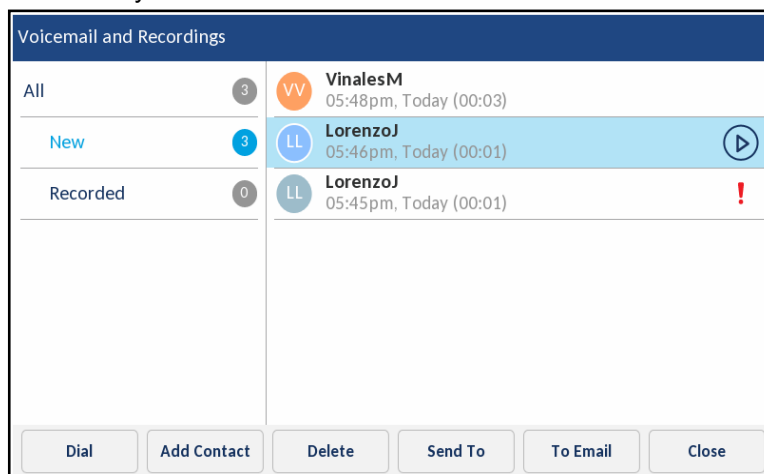 Voicemail and Recordings
All 3
New 3
Recorded 0
VV VinalesM
05:48pm, Today (00:03)
LL LorenzoJ
05:46pm, Today (00:01)
LL LorenzoJ
05:45pm, Today (00:01)
!
Dial Add Contact Delete Send To To Email Close